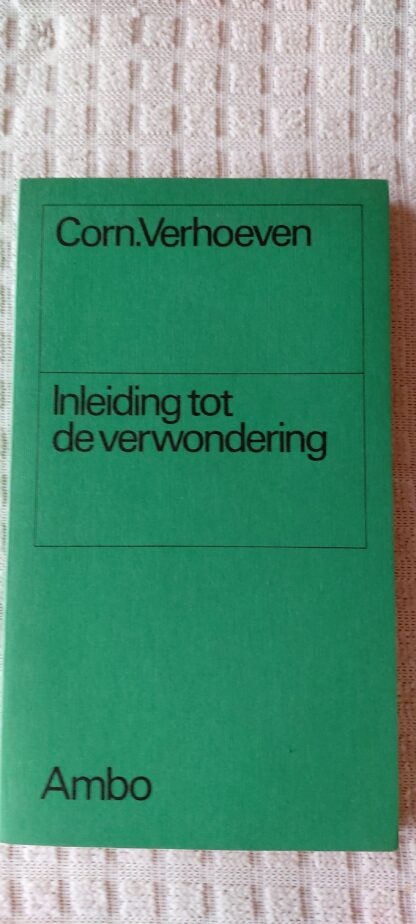 Corn.Verhoeven
Inleiding tot
de verwondering
Ambo